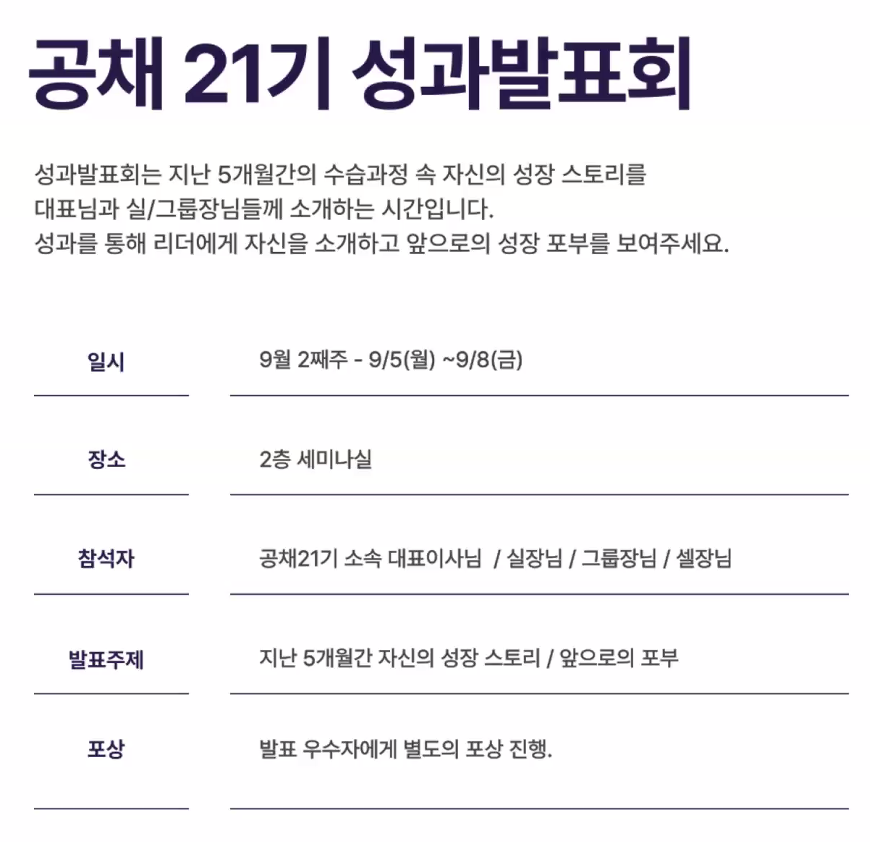 공채 21기 성과발표회
성과발표회는 지난 5개월간의 수습과정 속 자신의 성장 스토리를
대표님과 실/그룹장님들께 소개하는 시간입니다.
성과를 통해 리더에게 자신을 소개하고 앞으로의 성장 포부를 보여주세요.
일시 9월 2째주 - 9/5(월) ~9/8(금)
장소 2층 세미나실
참석자 공채21기 소속 대표이사님 / 실장님 / 그룹장님 / 셀장님
발표주제 지난 5개월간 자신의 성장 스토리 / 앞으로의 포부
포상 발표 우수자에게 별도의 포상 진행.